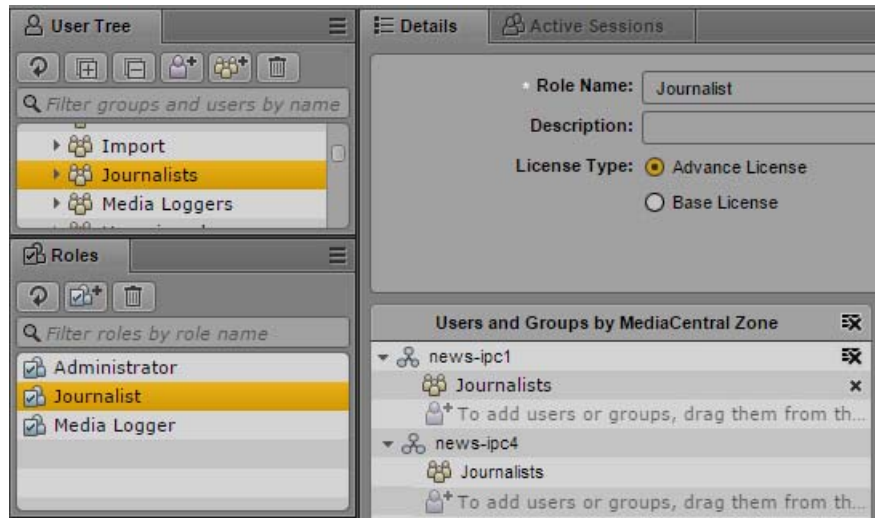 User Tree
Filter groups and users by name
Import
Journalists
Media Loggers
Roles
Filter roles by role name
Administrator
Journalist
Media Logger
Details
Active Sessions
* Role Name: Journalist
Description:
License Type: Advance License
Base License
Users and Groups by MediaCentral Zone
news-ipc1
Journalists
To add users or groups, drag them from th...
news-ipc4
Journalists
To add users or groups, drag them from th...